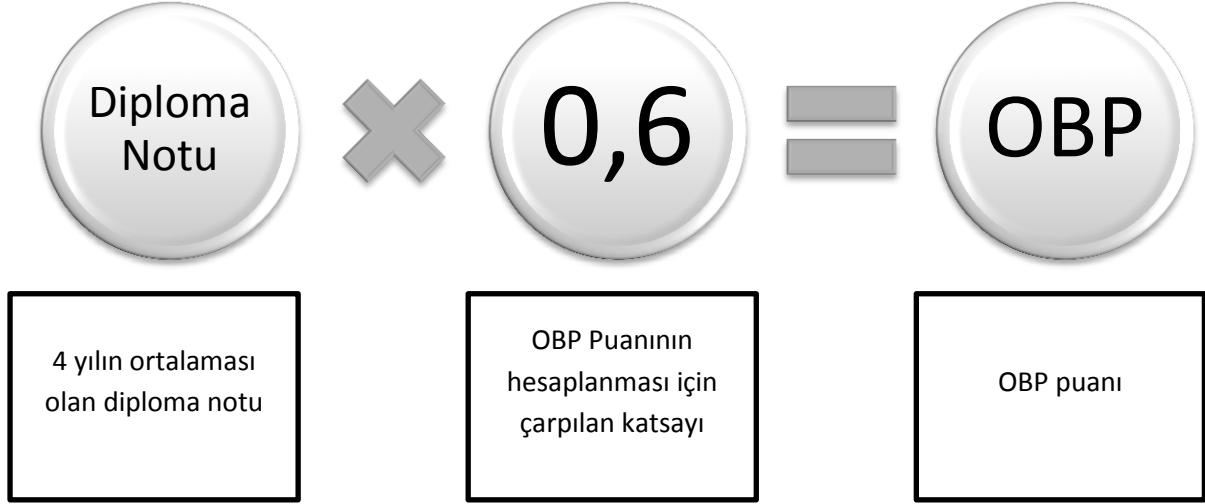 Diploma
Notu
0,6
OBP
4 yılın ortalaması
olan diploma notu
OBP Puanının
hesaplanması için
çarpılan katsayı
OBP puanı